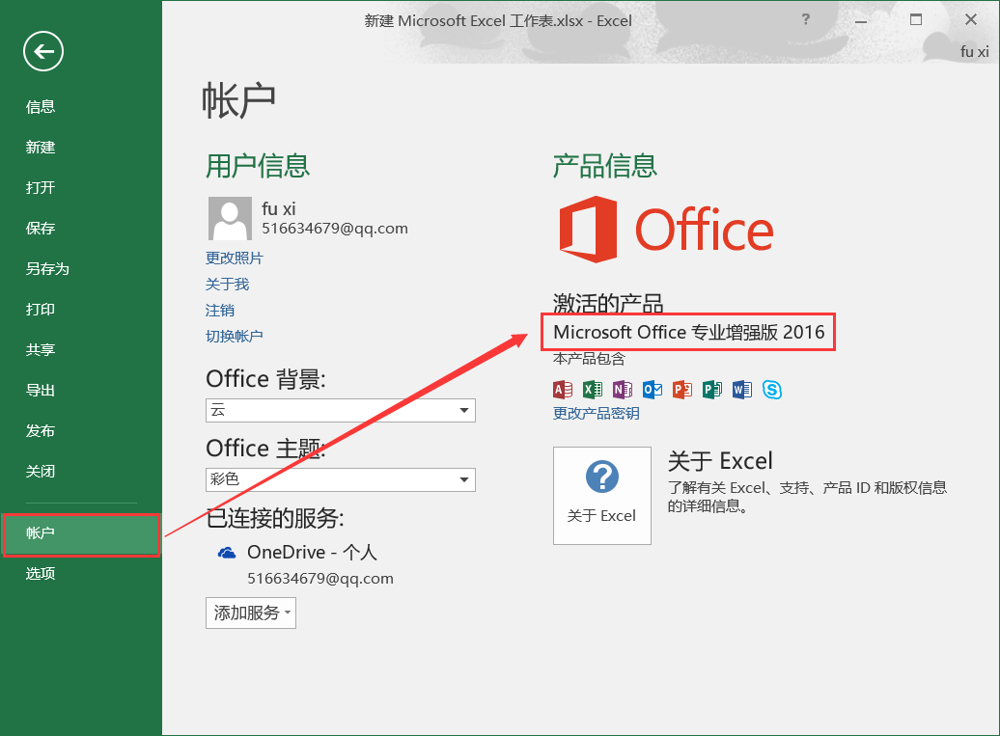 新建 Microsoft Excel 工作表.xlsx - Excel
?
fu xi
信息
新建
打开
保存
另存为
打印
共享
导出
发布
关闭
帐户
选项
帐户
用户信息
fu xi
516634679@qq.com
更改照片
关于我
注销
切换帐户
Office 背景:
云
Office 主题:
彩色
已连接的服务:
OneDrive - 个人
516634679@qq.com
添加服务
产品信息
Office
激活的产品
Microsoft Office 专业增强版 2016
本产品包含
A X N O P P W S
更改产品密钥
?
关于 Excel
关于 Excel
了解有关 Excel、支持、产品 ID 和版权信息
的详细信息。